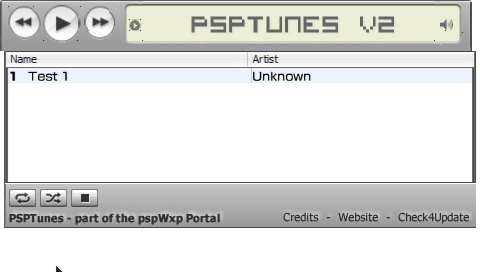 PSPTUNES V2
Name Artist
1 Test 1 Unknown
PSPTunes - part of the pspWxp Portal Credits - Website - Check4Update